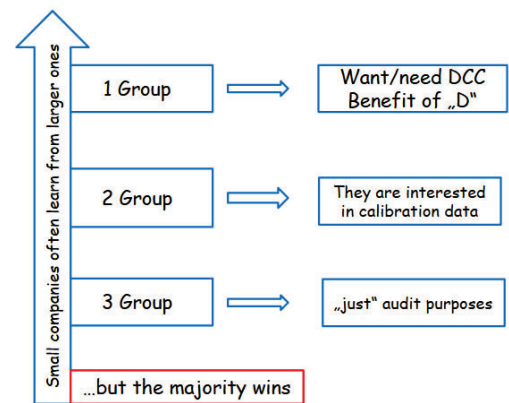 Small companies often learn from larger ones
1 Group
Want/need DCC
Benefit of „D“
2 Group
They are interested
in calibration data
3 Group
„just“ audit purposes
...but the majority wins